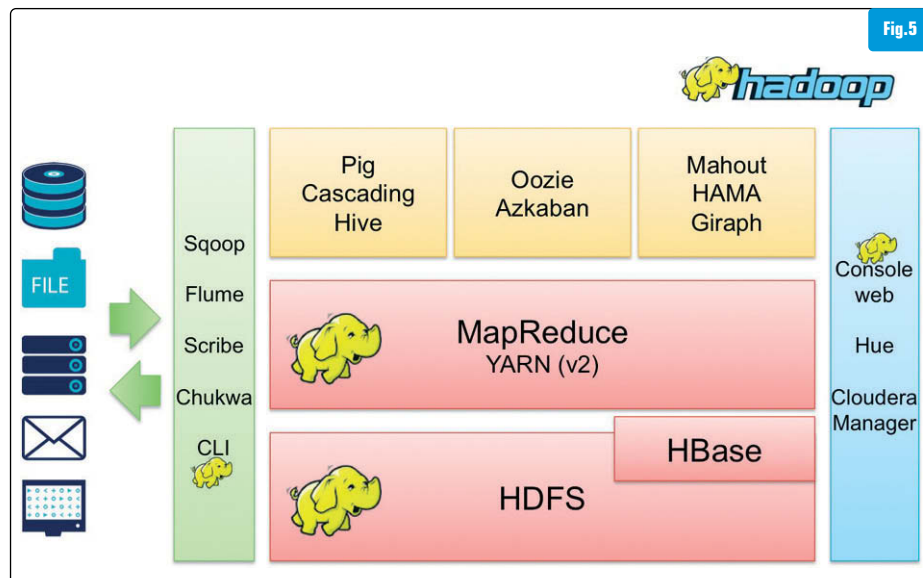 Fig.5
hadoop
FILE
Sqoop
Flume
Scribe
Chukwa
CLI
Pig
Cascading
Hive
Oozie
Azkaban
Mahout
HAMA
Giraph
MapReduce
YARN (v2)
HBase
HDFS
Console
web
Hue
Cloudera
Manager